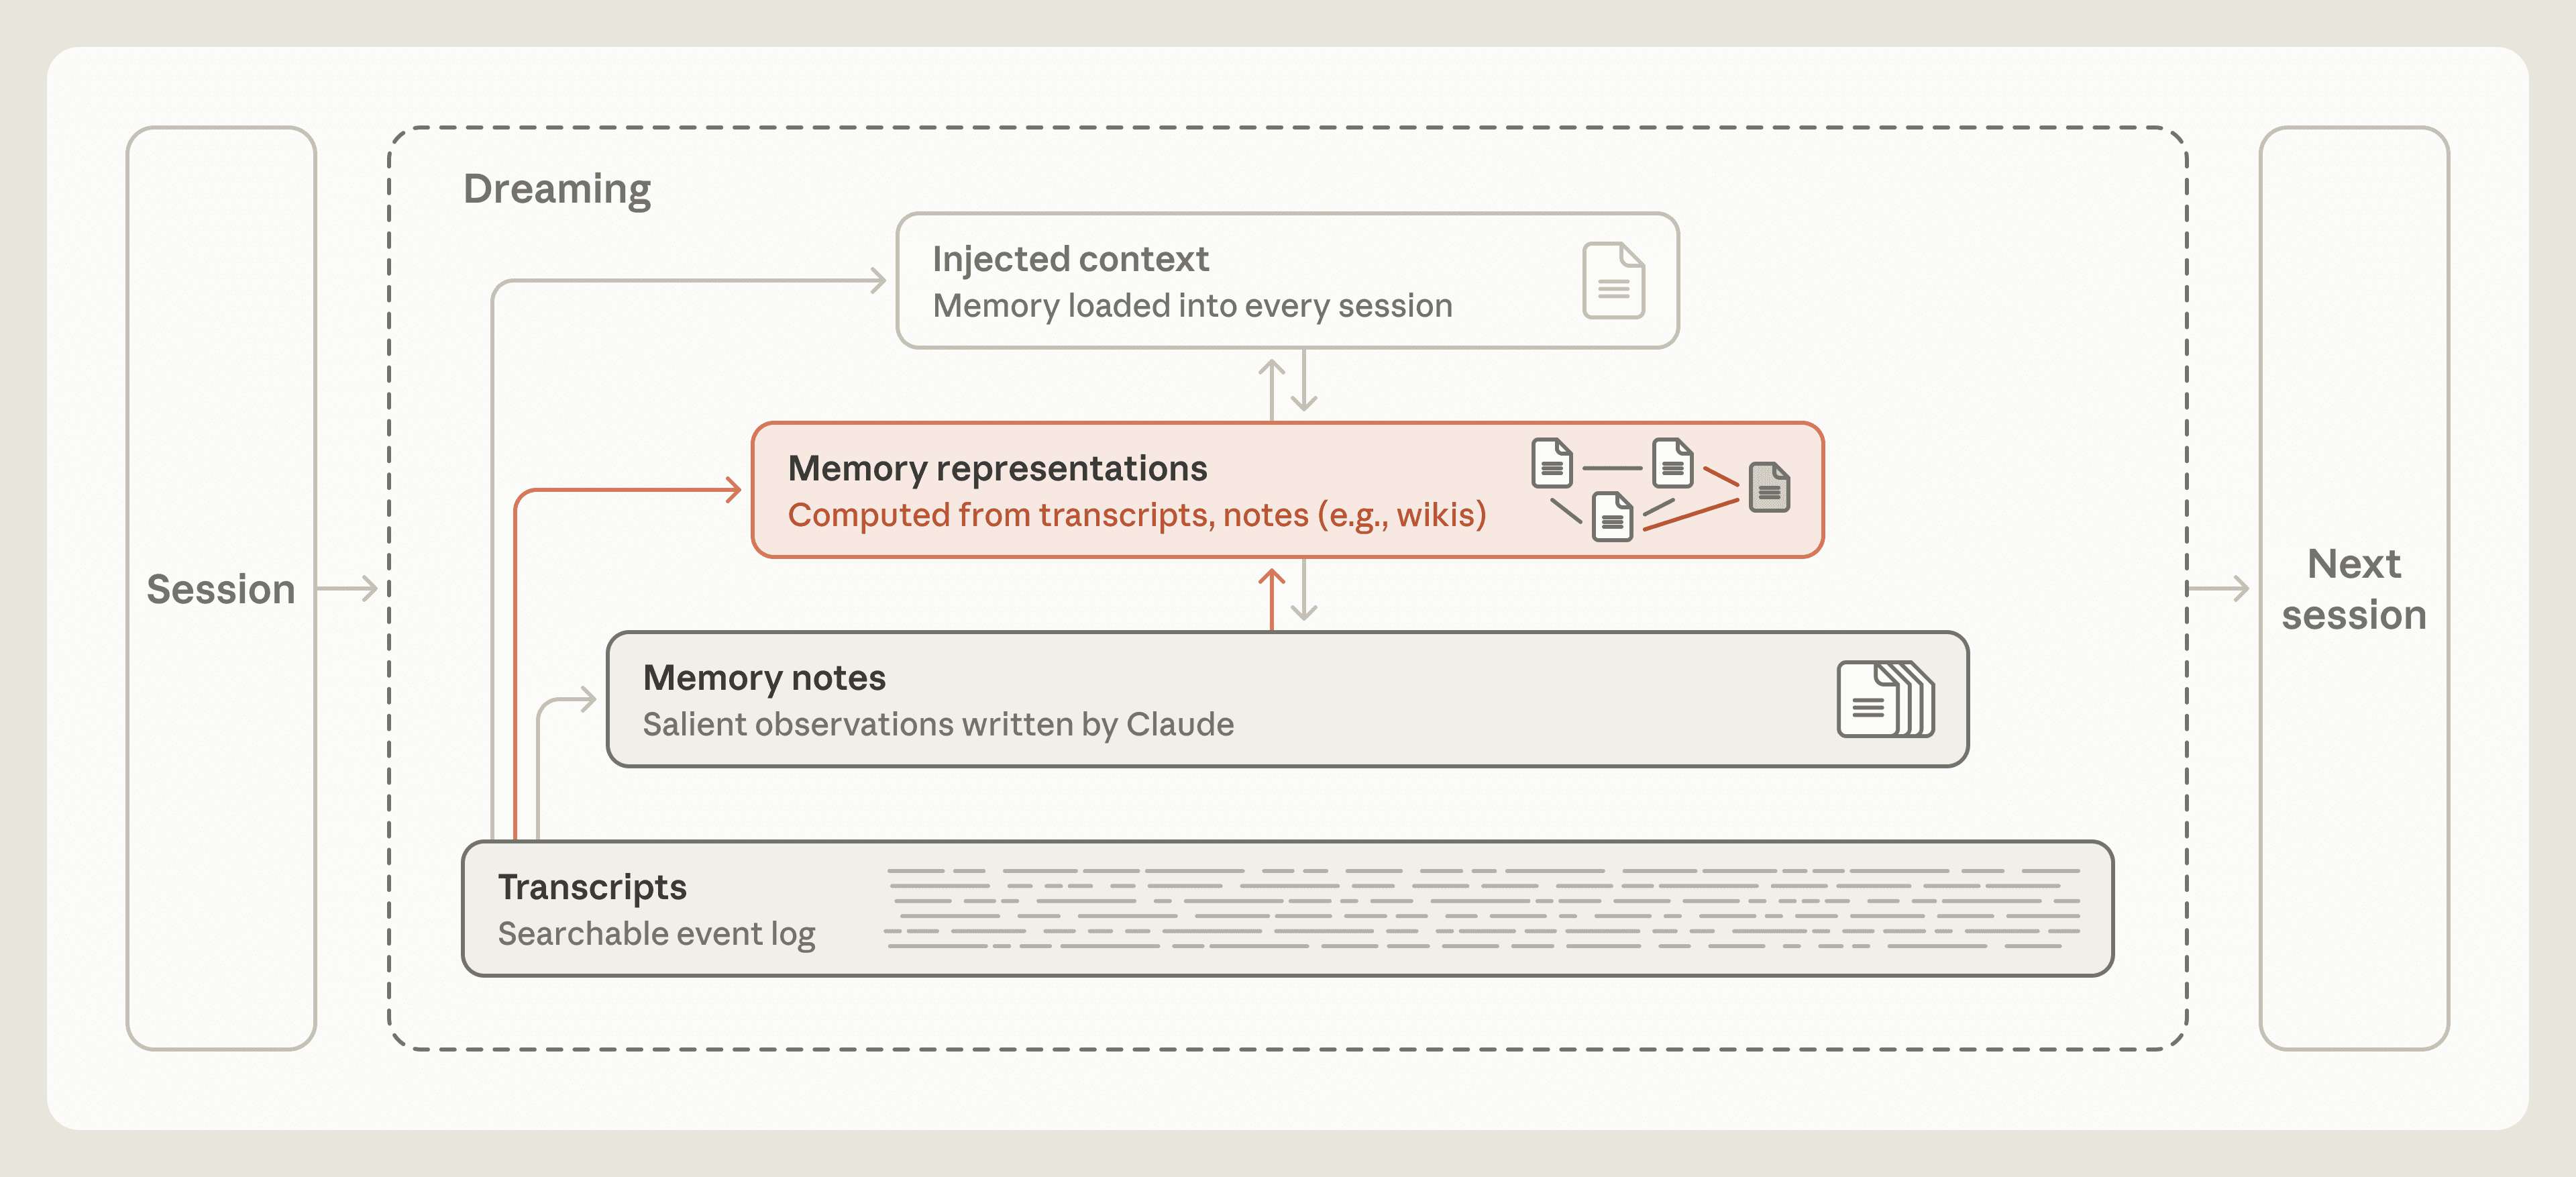 Dreaming
Injected context
Memory loaded into every session
Memory representations
Computed from transcripts, notes (e.g., wikis)
Session
Next
session
Memory notes
Salient observations written by Claude
Transcripts
Searchable event log